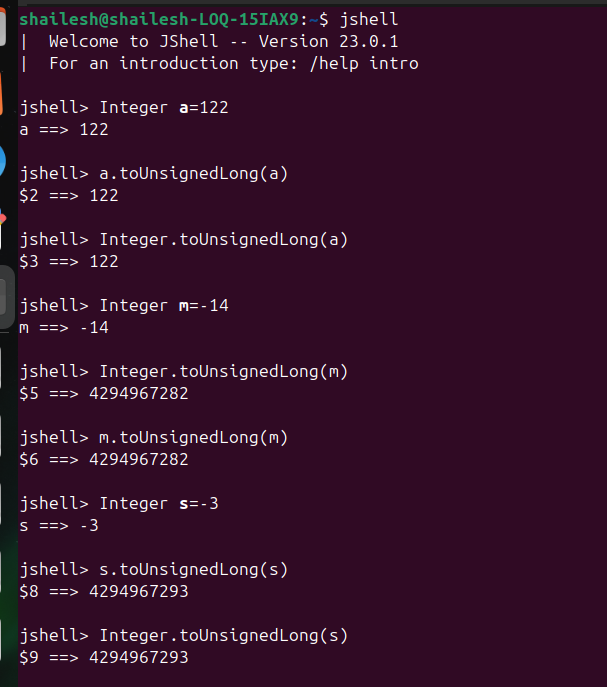 shailesh@shailesh-LOQ-15IAX9:~$ jshell
|  Welcome to JShell -- Version 23.0.1
|  For an introduction type: /help intro
jshell> Integer a=122
a ==> 122
jshell> a.toUnsignedLong(a)
$2 ==> 122
jshell> Integer.toUnsignedLong(a)
$3 ==> 122
jshell> Integer m=-14
m ==> -14
jshell> Integer.toUnsignedLong(m)
$5 ==> 4294967282
jshell> m.toUnsignedLong(m)
$6 ==> 4294967282
jshell> Integer s=-3
s ==> -3
jshell> s.toUnsignedLong(s)
$8 ==> 4294967293
jshell> Integer.toUnsignedLong(s)
$9 ==> 4294967293